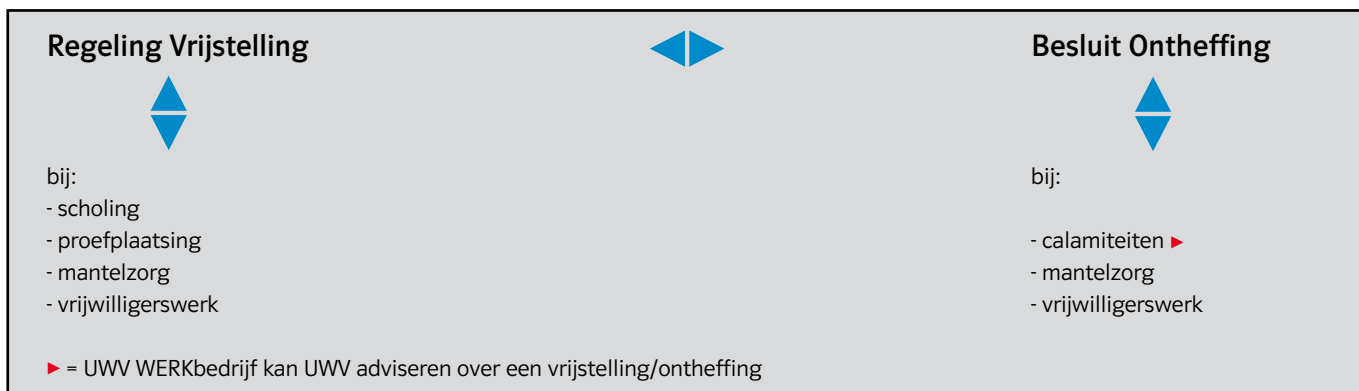 Regeling Vrijstelling
bij:
- scholing
- proefplaatsing
- mantelzorg
- vrijwilligerswerk
Besluit Ontheffing
bij:
- calamiteiten ►
- mantelzorg
- vrijwilligerswerk
► = UWV WERKbedrijf kan UWV adviseren over een vrijstelling/ontheffing